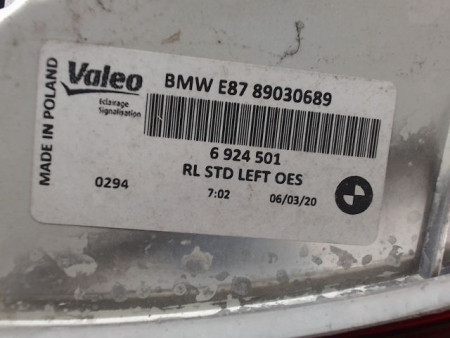 MADE IN POLAND
Valeo
Eclairage
Signalisation
BMW E87 89030689
6 924 501
RL STD LEFT OES
0294
7:02
06/03/20